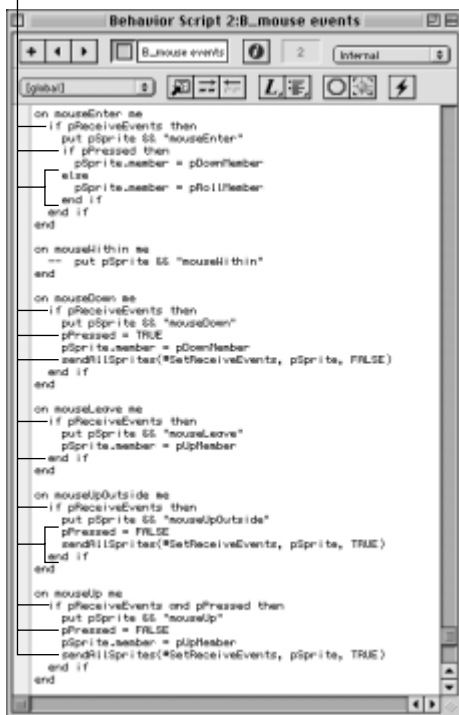 Behavior Script 2:B_mouse events
B_mouse events
2
Internal
[global]
L
on mouseEnter me
if pReceiveEvents then
put pSprite && "mouseEnter"
if pPressed then
pSprite.member = pDownMember
else
pSprite.member = pRollMember
end if
end if
end
on mouseWithin me
-- put pSprite && "mouseWithin"
end
on mouseDown me
if pReceiveEvents then
put pSprite && "mouseDown"
pPressed = TRUE
pSprite.member = pDownMember
sendAllSprites(#SetReceiveEvents, pSprite, FALSE)
end if
end
on mouseLeave me
if pReceiveEvents then
put pSprite && "mouseLeave"
pSprite.member = pUpMember
end if
end
on mouseUpOutside me
if pReceiveEvents then
put pSprite && "mouseUpOutside"
pPressed = FALSE
sendAllSprites(#SetReceiveEvents, pSprite, TRUE)
end if
end
on mouseUp me
if pReceiveEvents and pPressed then
put pSprite && "mouseUp"
pPressed = FALSE
pSprite.member = pUpMember
sendAllSprites(#SetReceiveEvents, pSprite, TRUE)
end if
end